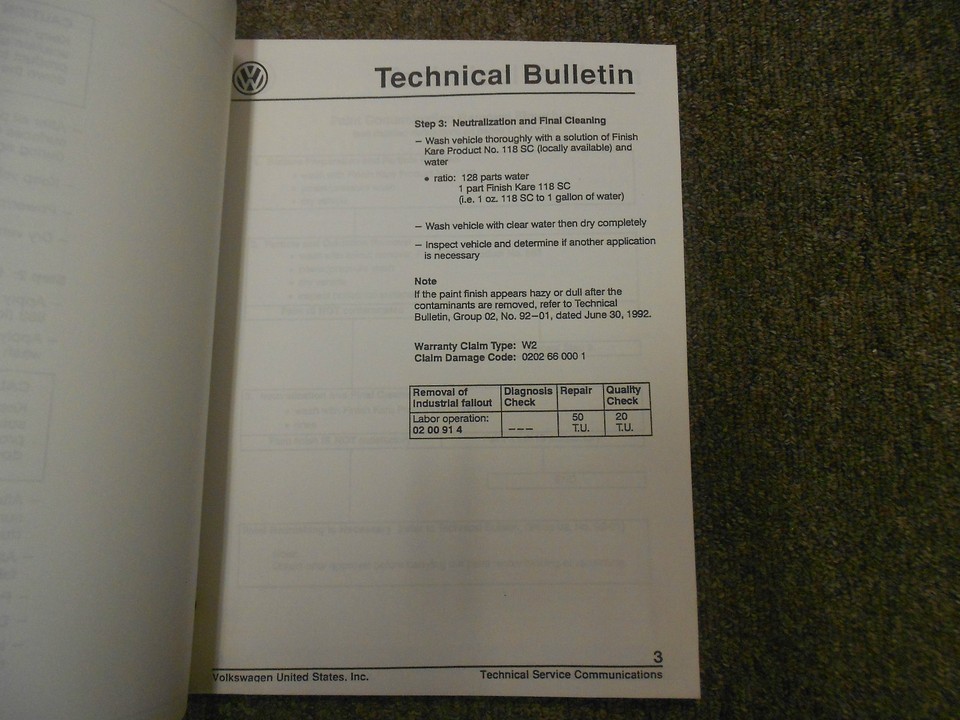 Technical Bulletin
Step 3: Neutralization and Final Cleaning
– Wash vehicle thoroughly with a solution of Finish
Kare Product No. 118 SC (locally available) and
water
• ratio: 128 parts water
1 part Finish Kare 118 SC
(i.e. 1 oz. 118 SC to 1 gallon of water)
– Wash vehicle with clear water then dry completely
– Inspect vehicle and determine if another application
is necessary
Note
If the paint finish appears hazy or dull after the
contaminants are removed, refer to Technical
Bulletin, Group 02, No. 92–01, dated June 30, 1992.
Warranty Claim Type: W2
Claim Damage Code: 0202 66 000 1
Removal of Diagnosis Repair Quality
industrial fallout Check Check
Labor operation: 50 20
02 00 91 4 ––– T.U. T.U.
3
Volkswagen United States, Inc. Technical Service Communications